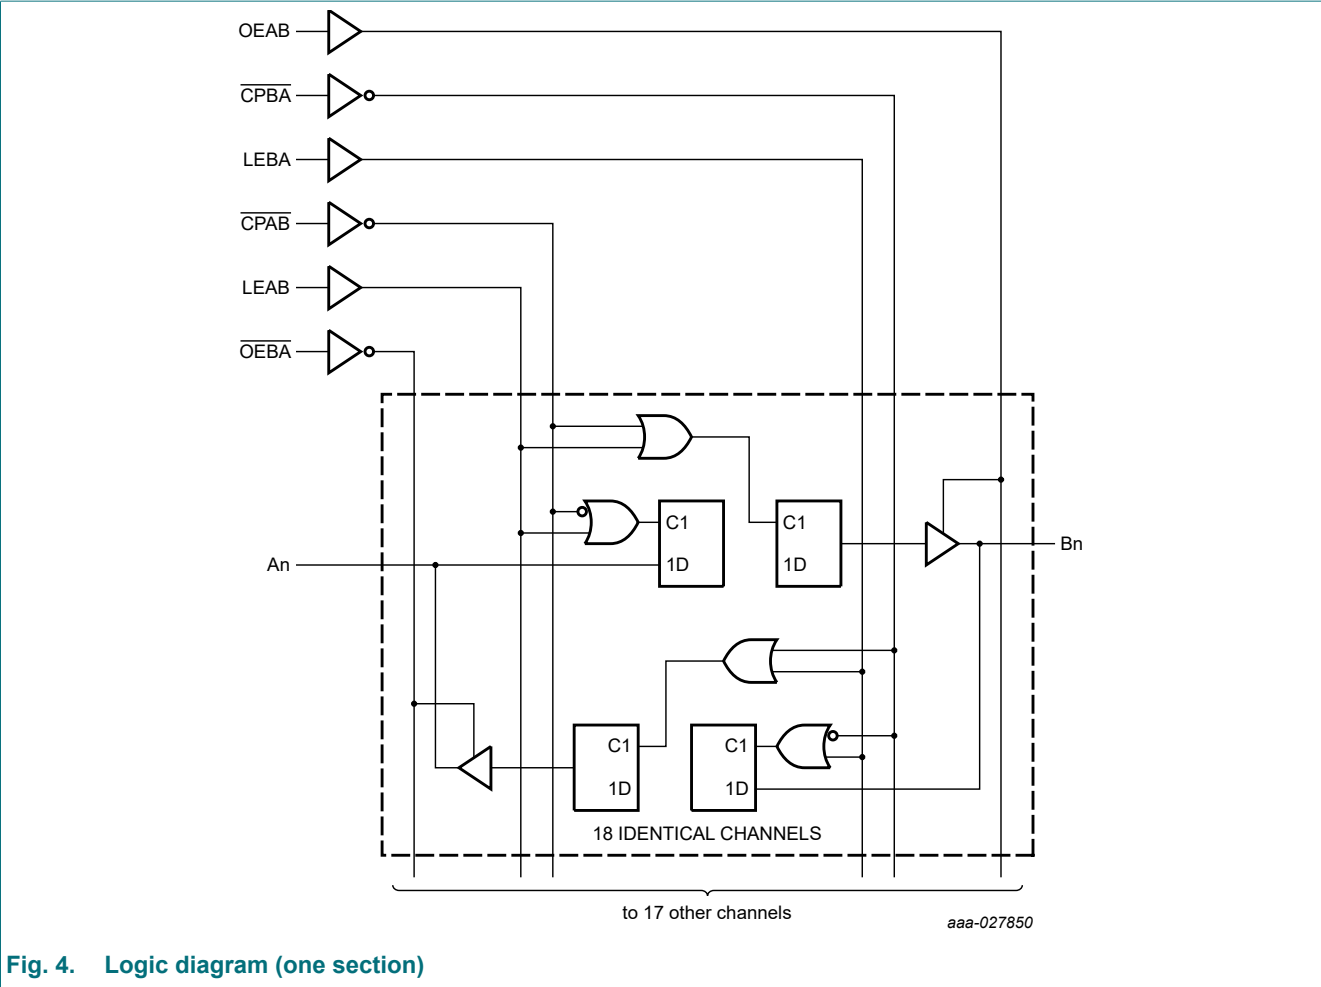 OEAB
CPBA
LEBA
CPAB
LEAB
OEBA
C1
C1
1D
1D
An
Bn
C1
C1
1D
1D
18 IDENTICAL CHANNELS
to 17 other channels
aaa-027850
Fig. 4. Logic diagram (one section)